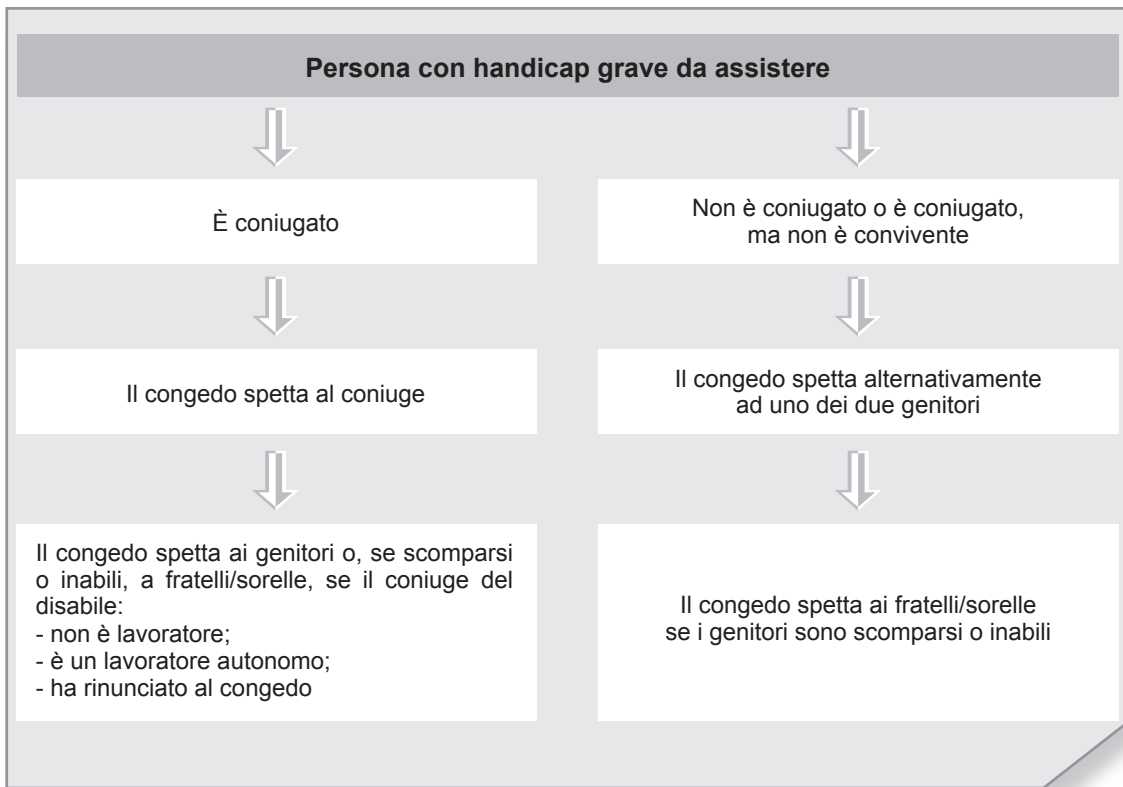 Persona con handicap grave da assistere
È coniugato
Non è coniugato o è coniugato,
ma non è convivente
Il congedo spetta al coniuge
Il congedo spetta alternativamente
ad uno dei due genitori
Il congedo spetta ai genitori o, se scomparsi
o inabili, a fratelli/sorelle, se il coniuge del
disabile:
- non è lavoratore;
- è un lavoratore autonomo;
- ha rinunciato al congedo
Il congedo spetta ai fratelli/sorelle
se i genitori sono scomparsi o inabili